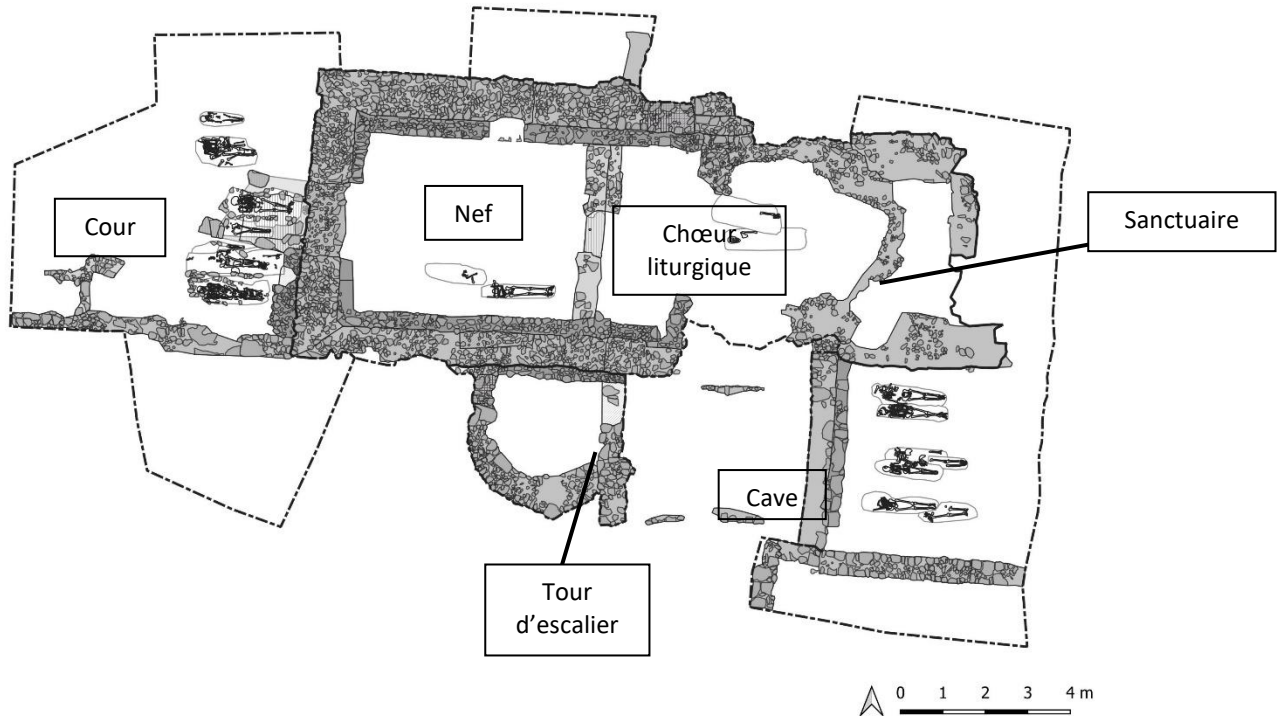 Cour
Nef
Chœur
liturgique
Sanctuaire
Cave
Tour
d’escalier
0 1 2 3 4 m